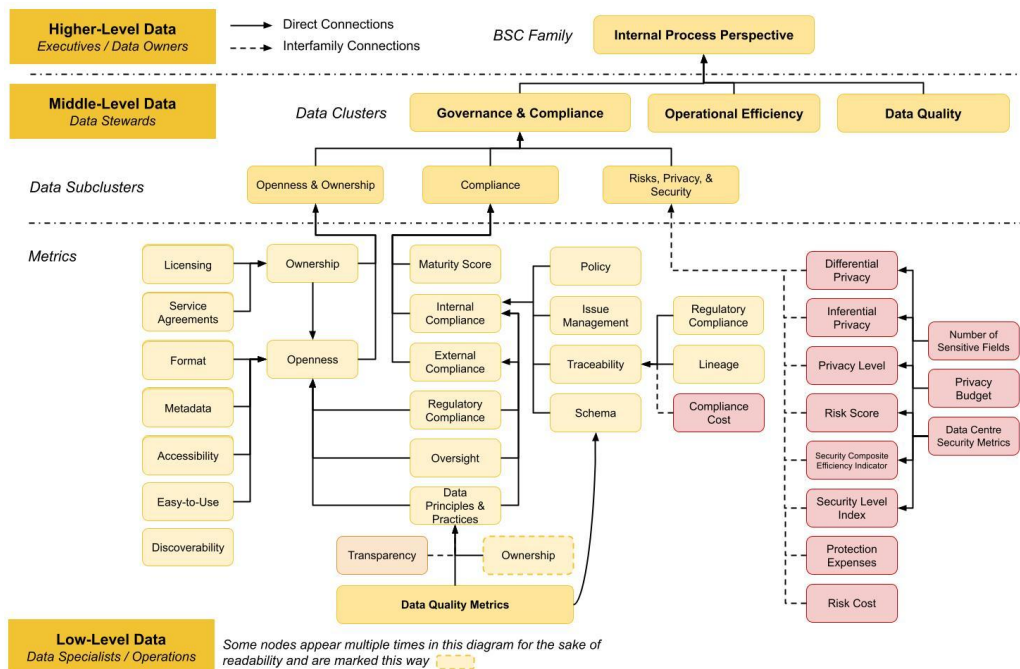 Higher-Level Data
Executives / Data Owners
Direct Connections
Interfamily Connections
BSC Family
Internal Process Perspective
Middle-Level Data
Data Stewards
Data Clusters
Governance & Compliance
Operational Efficiency
Data Quality
Data Subclusters
Openness & Ownership
Compliance
Risks, Privacy, &
Security
Metrics
Licensing
Ownership
Maturity Score
Policy
Differential
Privacy
Service
Agreements
Internal
Compliance
Issue
Management
Regulatory
Compliance
Inferential
Privacy
Number of
Sensitive Fields
Format
Openness
External
Compliance
Traceability
Lineage
Privacy Level
Privacy
Budget
Metadata
Regulatory
Compliance
Schema
Compliance
Cost
Risk Score
Data Centre
Security Metrics
Accessibility
Oversight
Security Composite
Efficiency Indicator
Easy-to-Use
Data
Principles &
Practices
Security Level
Index
Discoverability
Transparency
Ownership
Protection
Expenses
Data Quality Metrics
Risk Cost
Low-Level Data
Data Specialists / Operations
Some nodes appear multiple times in this diagram for the sake of
readability and are marked this way